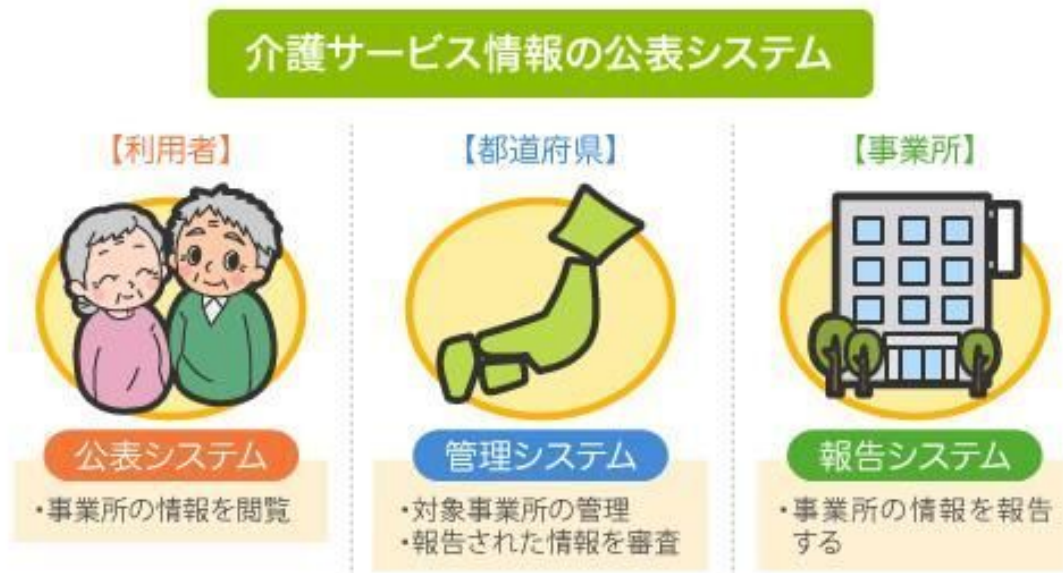 介護サービス情報の公表システム
【利用者】
公表システム
・事業所の情報を閲覧
【都道府県】
管理システム
・対象事業所の管理
・報告された情報を審査
【事業所】
報告システム
・事業所の情報を報告
する